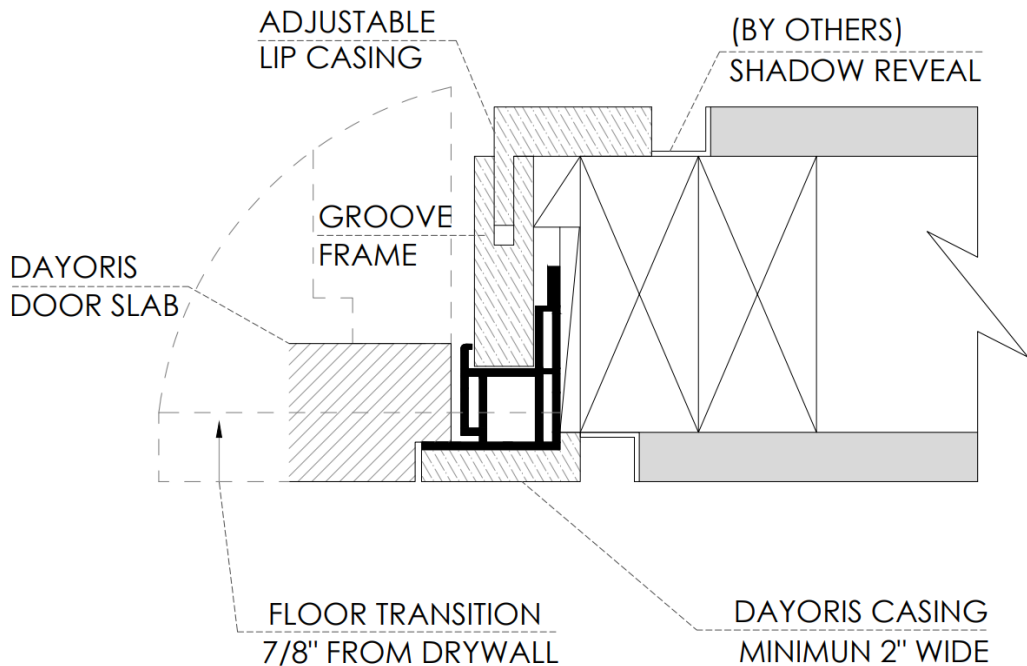 ADJUSTABLE
LIP CASING
(BY OTHERS)
SHADOW REVEAL
GROOVE
FRAME
DAYORIS
DOOR SLAB
FLOOR TRANSITION
7/8" FROM DRYWALL
DAYORIS CASING
MINIMUN 2" WIDE